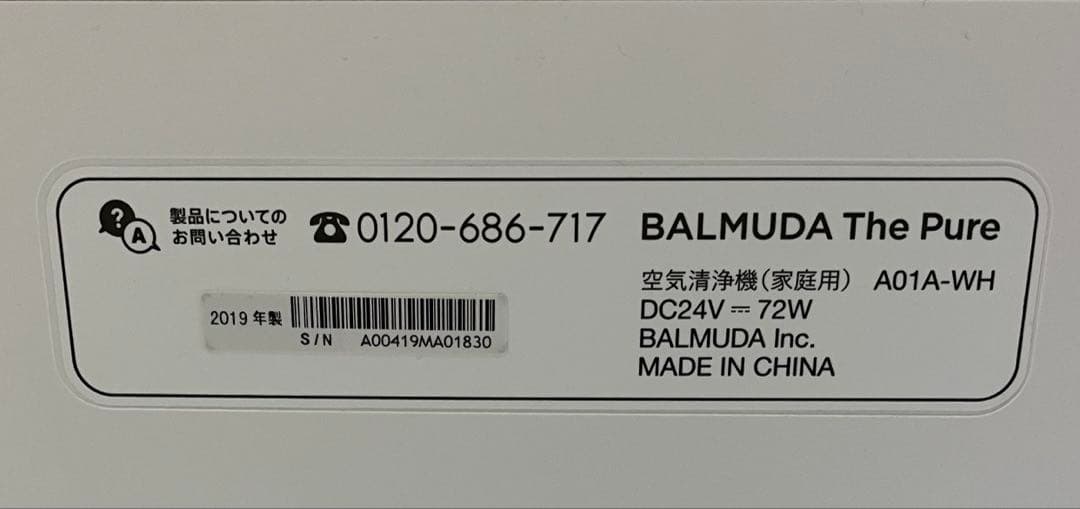 ?
A
製品についての
お問い合わせ
0120-686-717
BALMUDA The Pure
空気清浄機(家庭用) A01A-WH
DC24V ⎓ 72W
BALMUDA Inc.
MADE IN CHINA
2019 年製
S/N A00419MA01830